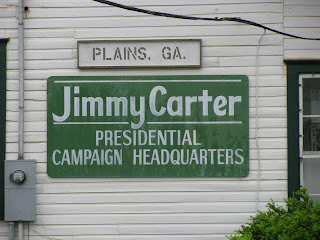 PLAINS, GA.
Jimmy Carter
PRESIDENTIAL
CAMPAIGN HEADQUARTERS